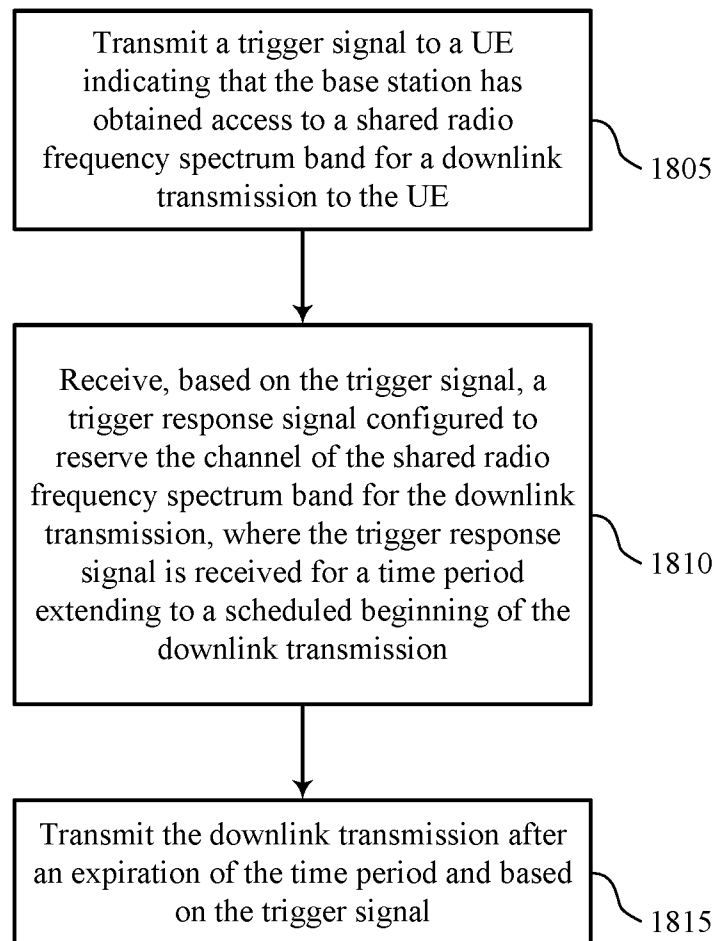 Transmit a trigger signal to a UE
indicating that the base station has
obtained access to a shared radio
frequency spectrum band for a downlink
transmission to the UE
1805
Receive, based on the trigger signal, a
trigger response signal configured to
reserve the channel of the shared radio
frequency spectrum band for the downlink
transmission, where the trigger response
signal is received for a time period
extending to a scheduled beginning of the
downlink transmission
1810
Transmit the downlink transmission after
an expiration of the time period and based
on the trigger signal
1815